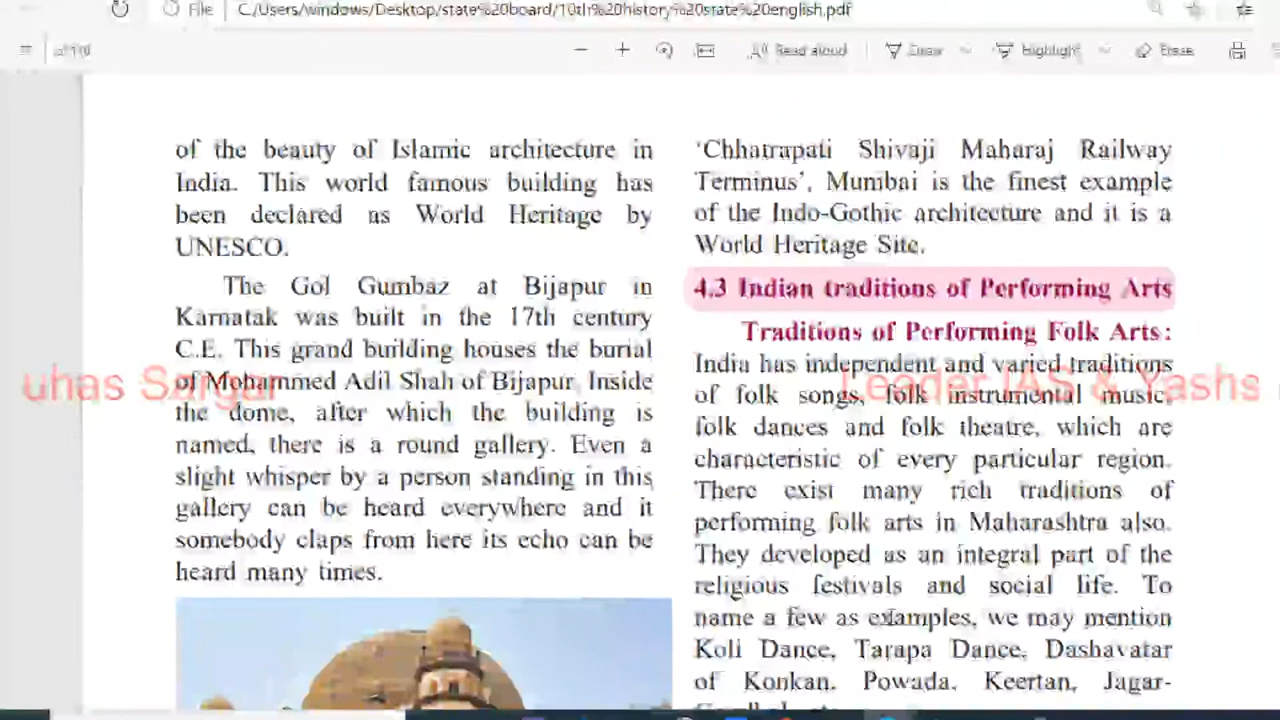 File
C:/Users/windows/Desktop/state%20board/10th%20history%20state%20english.pdf
Read aloud
Draw
Highlight
Erase
of the beauty of Islamic architecture in
India. This world famous building has
been declared as World Heritage by
UNESCO.
The Gol Gumbaz at Bijapur in
Karnatak was built in the 17th century
C.E. This grand building houses the burial
of Mohammed Adil Shah of Bijapur. Inside
the dome, after which the building is
named, there is a round gallery. Even a
slight whisper by a person standing in this
gallery can be heard everywhere and it
somebody claps from here its echo can be
heard many times.
'Chhatrapati Shivaji Maharaj Railway
Terminus', Mumbai is the finest example
of the Indo-Gothic architecture and it is a
World Heritage Site.
4.3 Indian traditions of Performing Arts
Traditions of Performing Folk Arts :
India has independent and varied traditions
of folk songs, folk instrumental music,
folk dances and folk theatre, which are
characteristic of every particular region.
There exist many rich traditions of
performing folk arts in Maharashtra also.
They developed as an integral part of the
religious festivals and social life. To
name a few as examples, we may mention
Koli Dance, Tarapa Dance, Dashavatar
of Konkan, Powada, Keertan, Jagar-
uhas Sargar
Leader IAS & Yashs